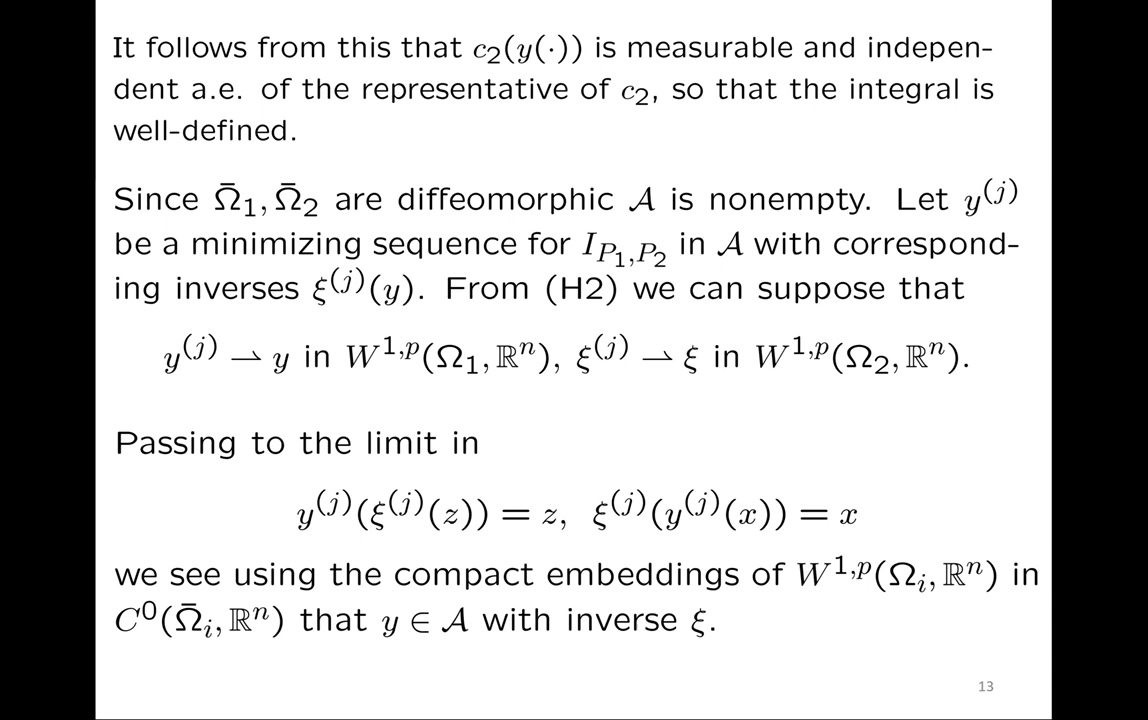 It follows from this that c₂(y(·)) is measurable and indepen-
dent a.e. of the representative of c₂, so that the integral is
well-defined.
Since Ω̄₁, Ω̄₂ are diffeomorphic 𝒜 is nonempty. Let y⁽ʲ⁾
be a minimizing sequence for I_{P₁,P₂} in 𝒜 with correspond-
ing inverses ξ⁽ʲ⁾(y). From (H2) we can suppose that
y⁽ʲ⁾ ⇀ y in W^{1,p}(Ω₁, ℝⁿ), ξ⁽ʲ⁾ ⇀ ξ in W^{1,p}(Ω₂, ℝⁿ).
Passing to the limit in
y⁽ʲ⁾(ξ⁽ʲ⁾(z)) = z, ξ⁽ʲ⁾(y⁽ʲ⁾(x)) = x
we see using the compact embeddings of W^{1,p}(Ωᵢ, ℝⁿ) in
C⁰(Ω̄ᵢ, ℝⁿ) that y ∈ 𝒜 with inverse ξ.
13